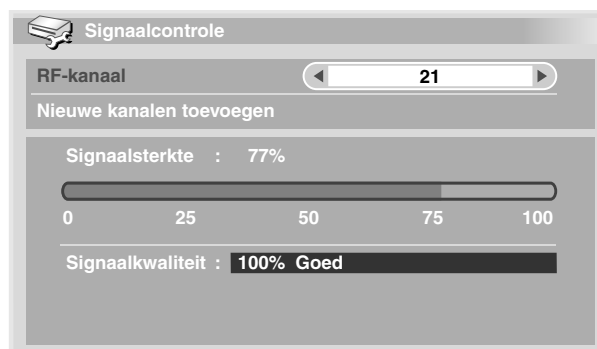 Signaalcontrole
RF-kanaal 21
Nieuwe kanalen toevoegen
Signaalsterkte : 77%
0 25 50 75 100
Signaalkwaliteit : 100% Goed